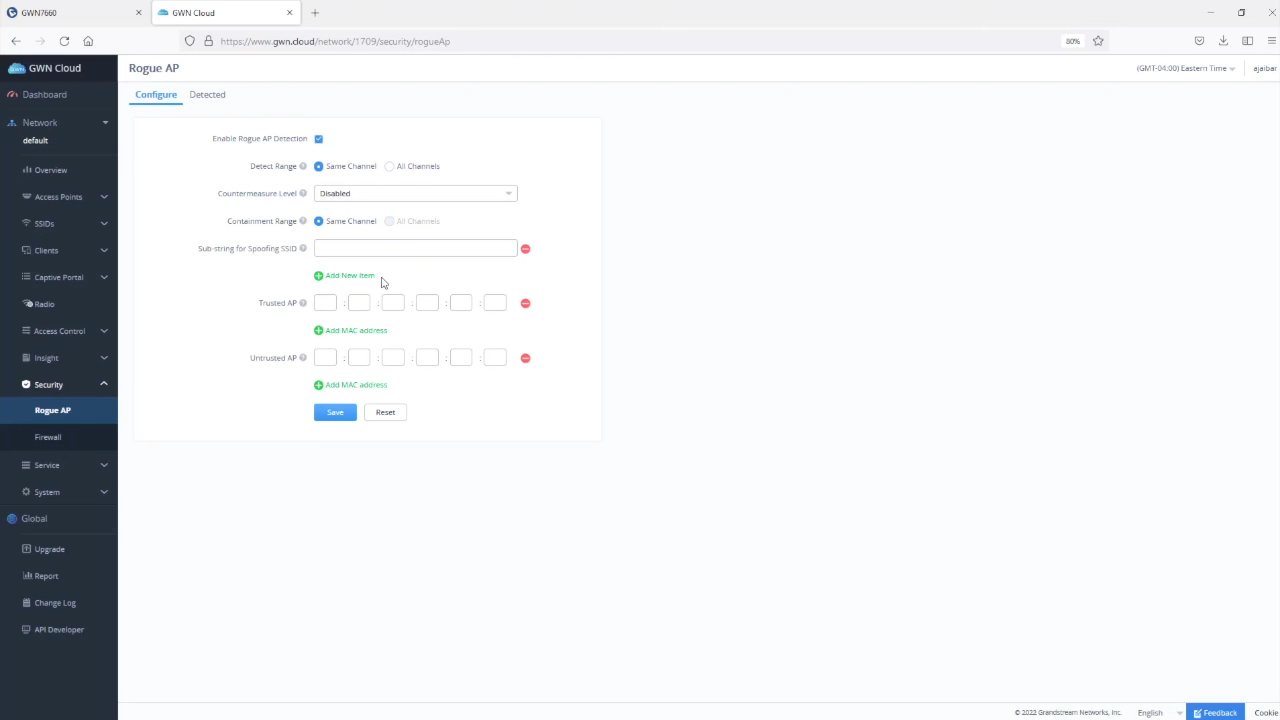 GWN7660
GWN Cloud
https://www.gwn.cloud/network/1709/security/rogueAp
80%
GWN Cloud
Rogue AP
(GMT-04:00) Eastern Time
ajaibar
Dashboard
Configure
Detected
Network
default
Enable Rogue AP Detection
Detect Range
Same Channel
All Channels
Overview
Access Points
Countermeasure Level
Disabled
SSIDs
Containment Range
Same Channel
All Channels
Clients
Sub-string for Spoofing SSID
Captive Portal
Add New Item
Radio
Trusted AP
: : : : :
Access Control
Add MAC address
Insight
Untrusted AP
: : : : :
Security
Add MAC address
Rogue AP
Save
Reset
Firewall
Service
System
Global
Upgrade
Report
Change Log
API Developer
© 2022 Grandstream Networks, Inc.
English
Feedback
Cookie